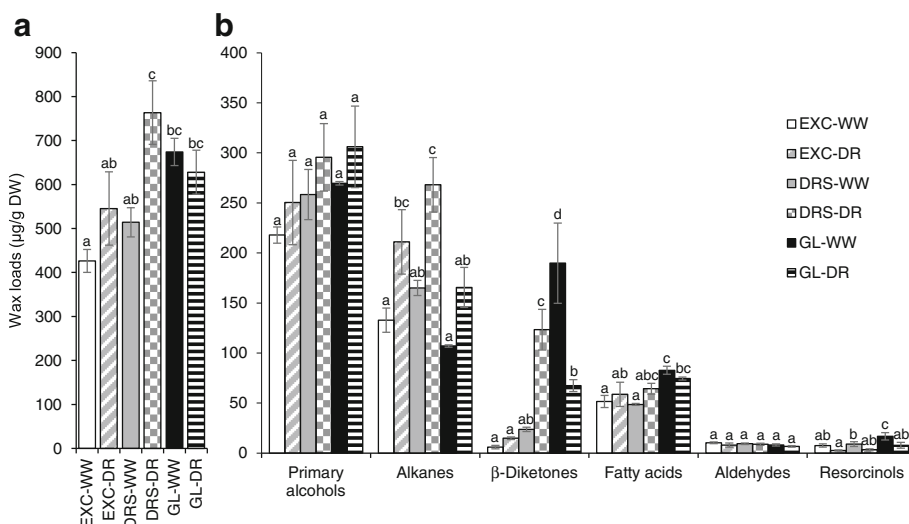 a
b
Wax loads (µg/g DW)
900
800
700
600
500
400
300
200
100
0
a
ab
ab
c
bc
bc
EXC-WW
EXC-DR
DRS-WW
DRS-DR
GL-WW
GL-DR
400
350
300
250
200
150
100
50
0
a a a a a a
a bc ab c a ab
a a ab c d b
a ab a abc c bc
a a a a a a
ab a b ab c ab
Primary
alcohols
Alkanes
β-Diketones
Fatty acids
Aldehydes
Resorcinols
EXC-WW
EXC-DR
DRS-WW
DRS-DR
GL-WW
GL-DR